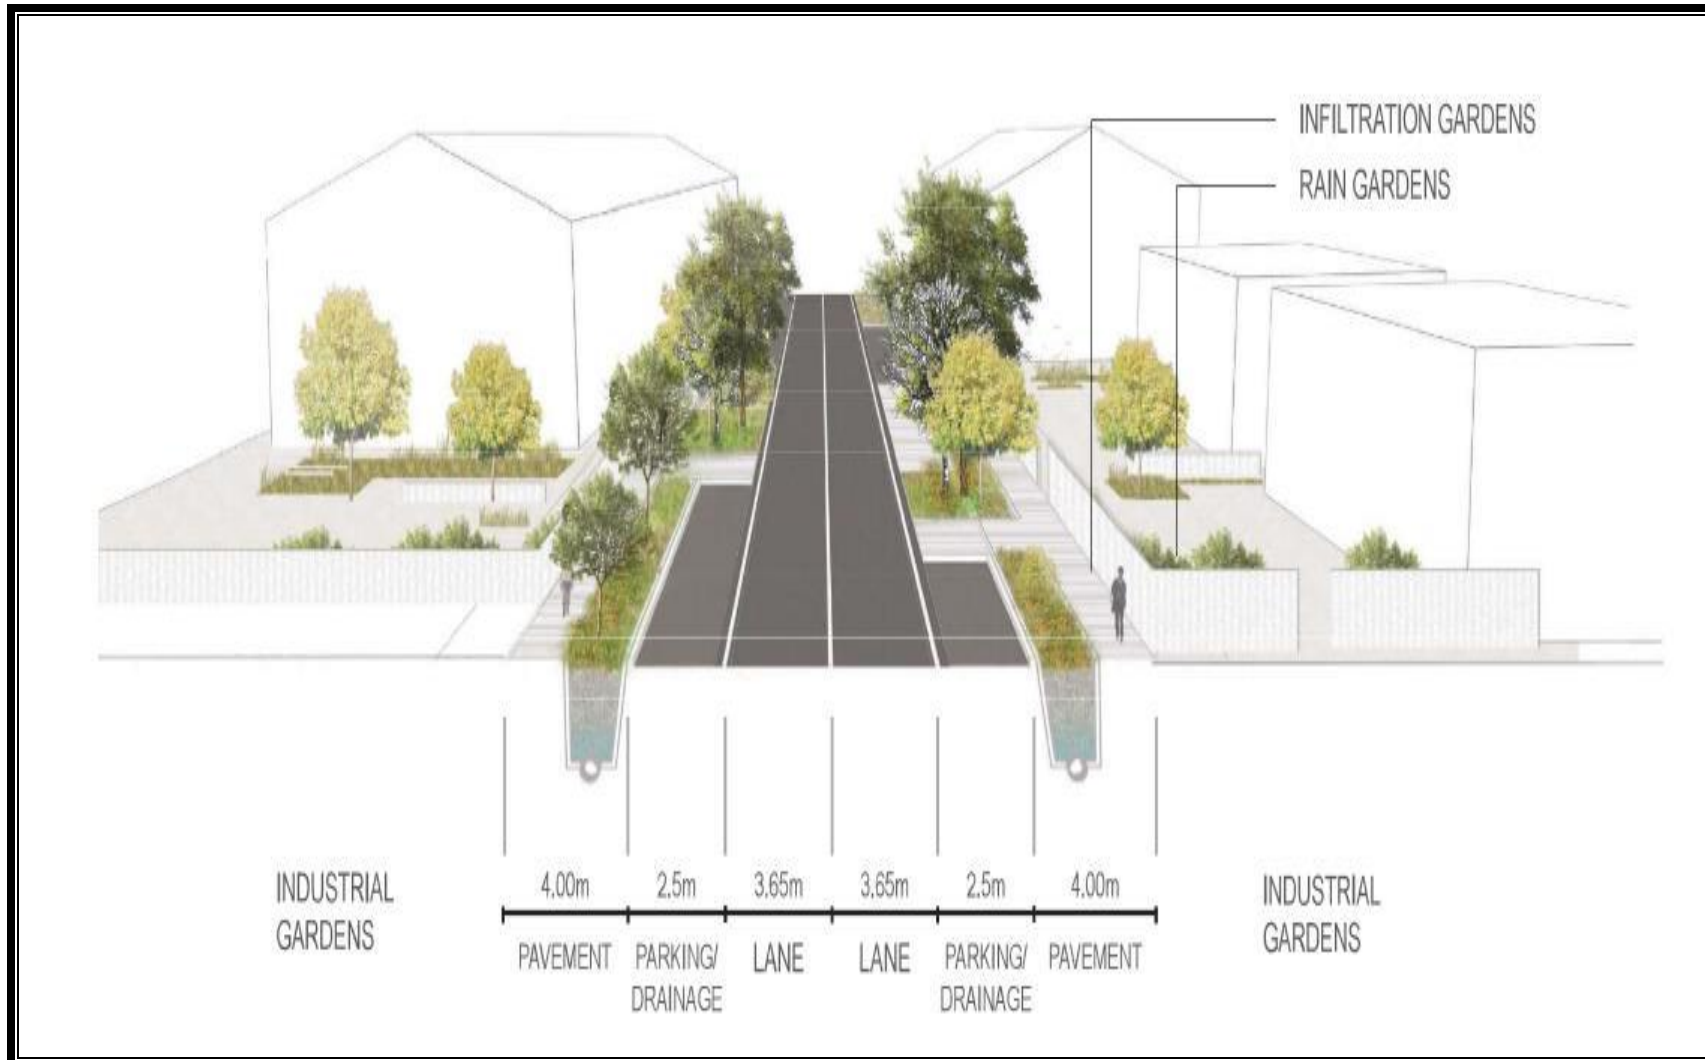 INFILTRATION GARDENS
RAIN GARDENS
INDUSTRIAL
GARDENS
4.00m 2.5m 3.65m 3.65m 2.5m 4.00m
PAVEMENT PARKING/ LANE LANE PARKING/ PAVEMENT
DRAINAGE DRAINAGE
INDUSTRIAL
GARDENS